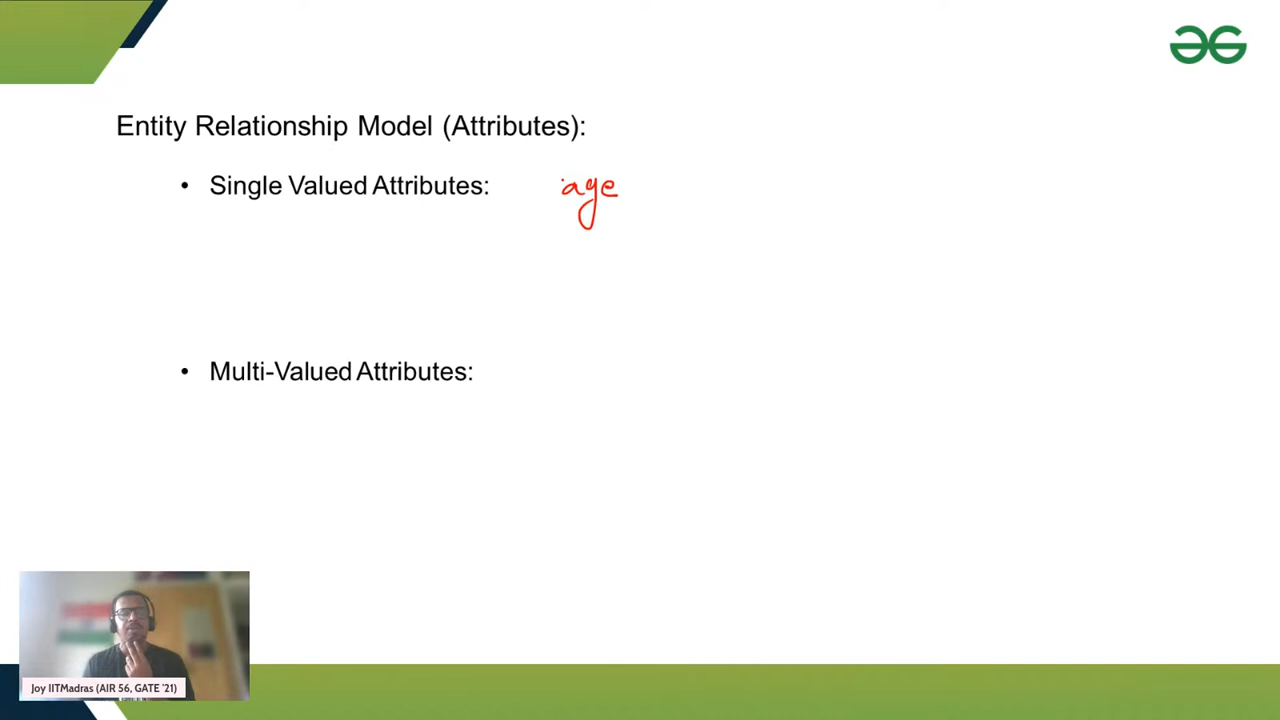 Entity Relationship Model (Attributes):
• Single Valued Attributes: age
• Multi-Valued Attributes:
Joy IITMadras (AIR 56, GATE '21)